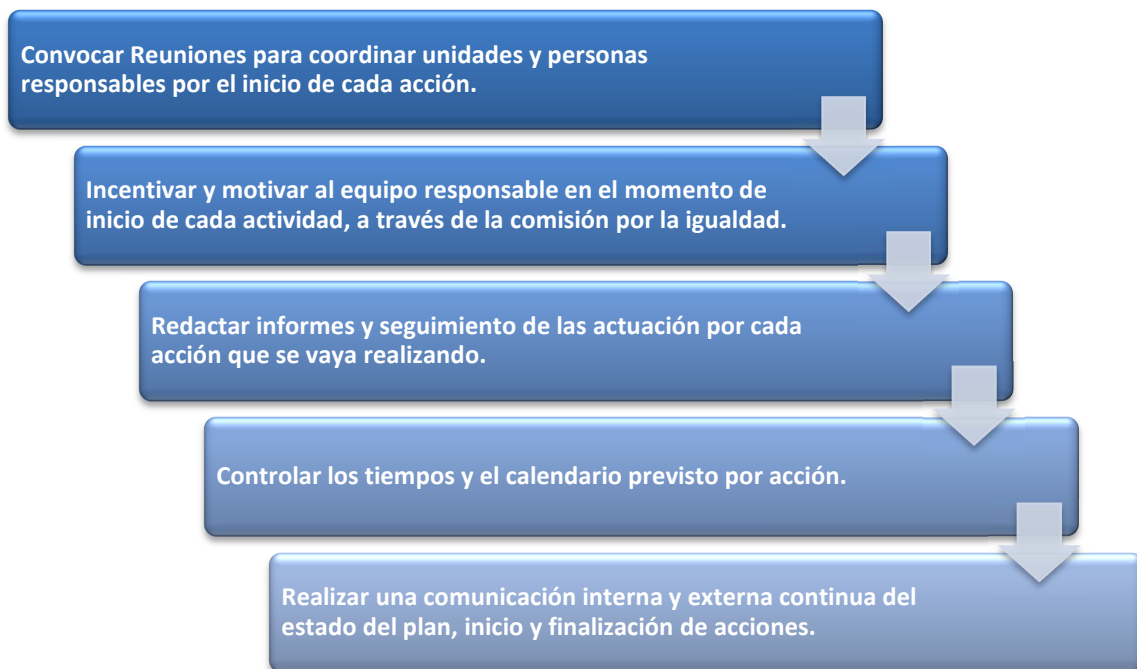 Convocar Reuniones para coordinar unidades y personas
responsables por el inicio de cada acción.
Incentivar y motivar al equipo responsable en el momento de
inicio de cada actividad, a través de la comisión por la igualdad.
Redactar informes y seguimiento de las actuación por cada
acción que se vaya realizando.
Controlar los tiempos y el calendario previsto por acción.
Realizar una comunicación interna y externa continua del
estado del plan, inicio y finalización de acciones.